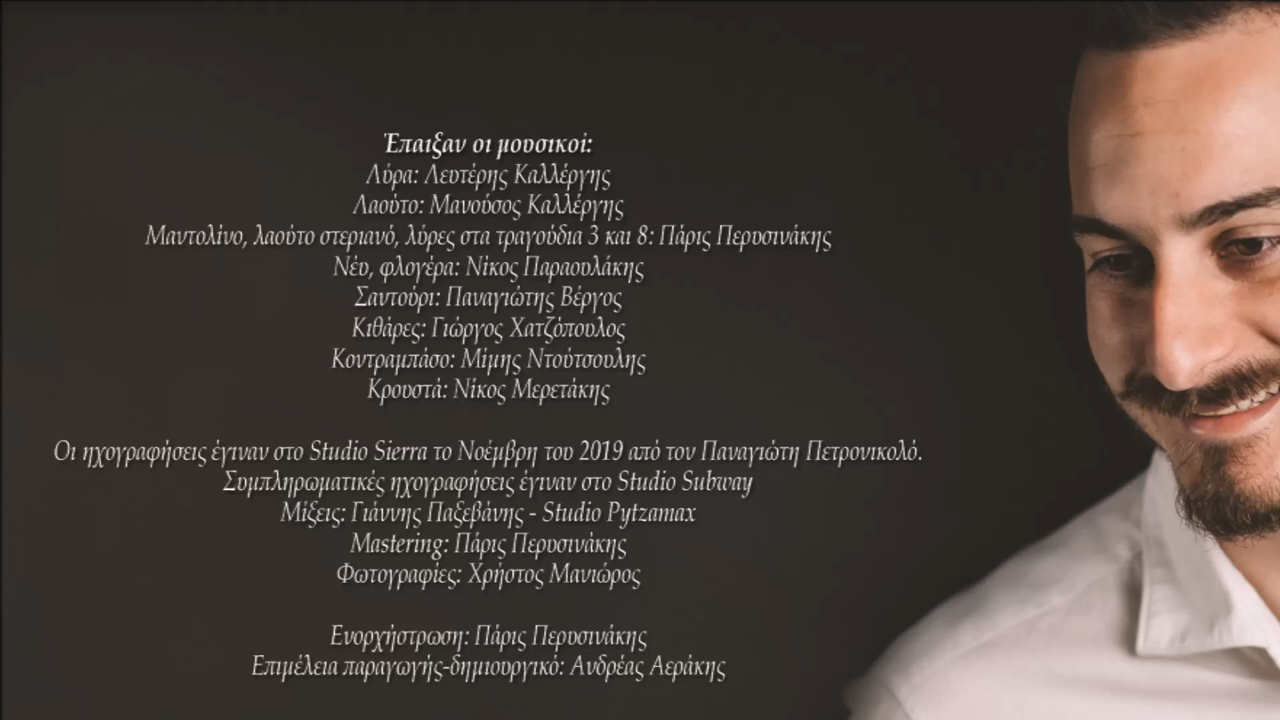 Έπαιξαν οι μουσικοί:
Λύρα: Λευτέρης Καλλέργης
Λαούτο: Μανούσος Καλλέργης
Μαντολίνο, λαούτο στεριανό, λύρες στα τραγούδια 3 και 8: Πάρις Περυσινάκης
Νέυ, φλογέρα: Νίκος Παραουλάκης
Σαντούρι: Παναγιώτης Βέργος
Κιθάρες: Γιώργος Χατζόπουλος
Κοντραμπάσο: Μίμης Ντούτσουλης
Κρουστά: Νίκος Μερετάκης
Οι ηχογραφήσεις έγιναν στο Studio Sierra το Νοέμβρη του 2019 από τον Παναγιώτη Πετρονικολό.
Συμπληρωματικές ηχογραφήσεις έγιναν στο Studio Subway
Μίξεις: Γιάννης Παξεβάνης - Studio Pytzamax
Mastering: Πάρις Περυσινάκης
Φωτογραφίες: Χρήστος Μανιώρος
Ενορχήστρωση: Πάρις Περυσινάκης
Επιμέλεια παραγωγής-δημιουργικό: Ανδρέας Αεράκης